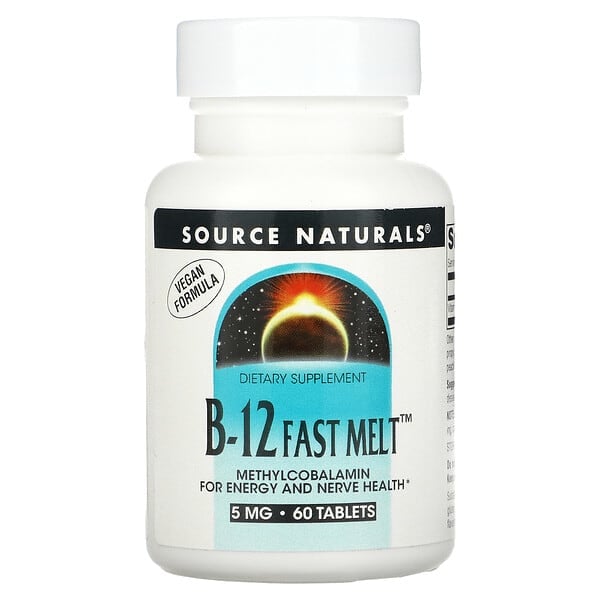 SOURCE NATURALS®
VEGAN
FORMULA
DIETARY SUPPLEMENT
B-12 FAST MELT™
METHYLCOBALAMIN
FOR ENERGY AND NERVE HEALTH*
5 MG • 60 TABLETS